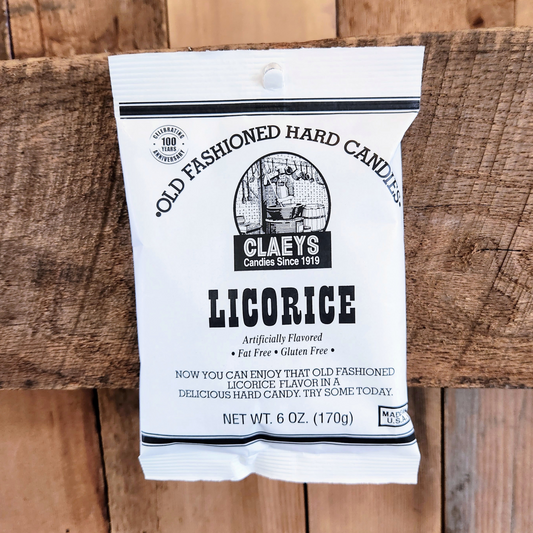 CELEBRATING
100
YEARS
ANNIVERSARY
•OLD FASHIONED HARD CANDIES•
CLAEYS
Candies Since 1919
LICORICE
Artificially Flavored
• Fat Free • Gluten Free •
NOW YOU CAN ENJOY THAT OLD FASHIONED
LICORICE FLAVOR IN A
DELICIOUS HARD CANDY. TRY SOME TODAY.
MADE
U.S.A.
NET WT. 6 OZ. (170g)